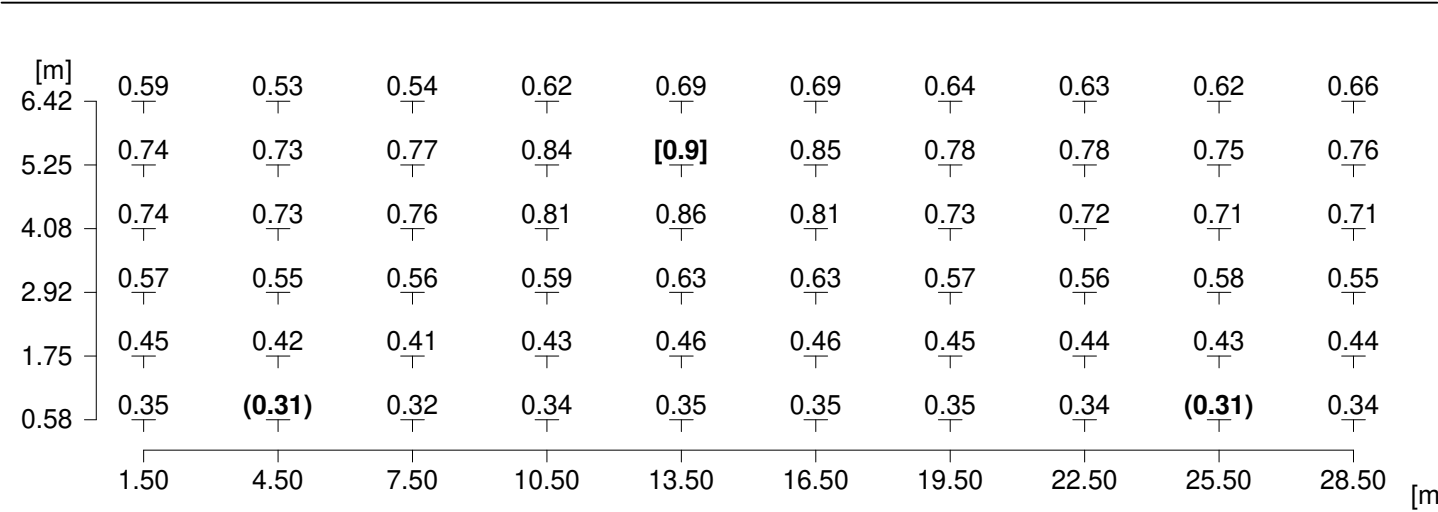 [m]
6.42 0.59 0.53 0.54 0.62 0.69 0.69 0.64 0.63 0.62 0.66
5.25 0.74 0.73 0.77 0.84 [0.9] 0.85 0.78 0.78 0.75 0.76
4.08 0.74 0.73 0.76 0.81 0.86 0.81 0.73 0.72 0.71 0.71
2.92 0.57 0.55 0.56 0.59 0.63 0.63 0.57 0.56 0.58 0.55
1.75 0.45 0.42 0.41 0.43 0.46 0.46 0.45 0.44 0.43 0.44
0.58 0.35 (0.31) 0.32 0.34 0.35 0.35 0.35 0.34 (0.31) 0.34
1.50 4.50 7.50 10.50 13.50 16.50 19.50 22.50 25.50 28.50
[m